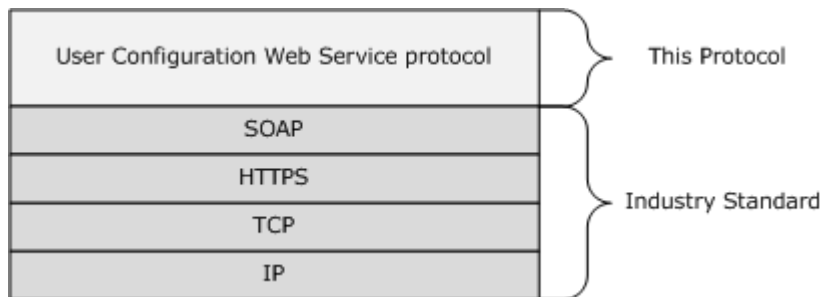 User Configuration Web Service protocol
This Protocol
SOAP
HTTPS
TCP
IP
Industry Standard